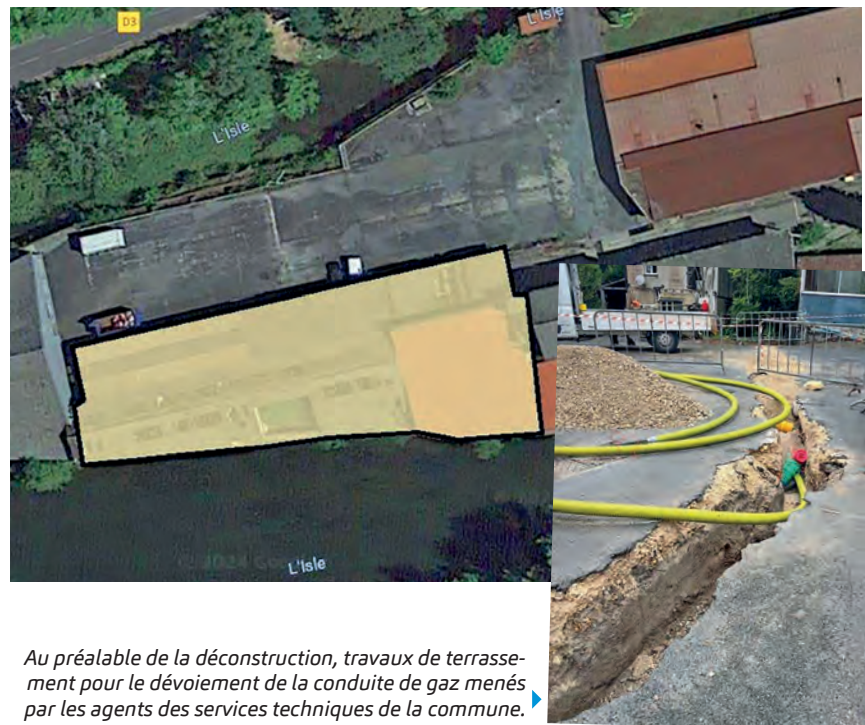 D3
L'Isle
L'Isle
L'Isle
Au préalable de la déconstruction, travaux de terrasse-
ment pour le dévoiement de la conduite de gaz menés
par les agents des services techniques de la commune.